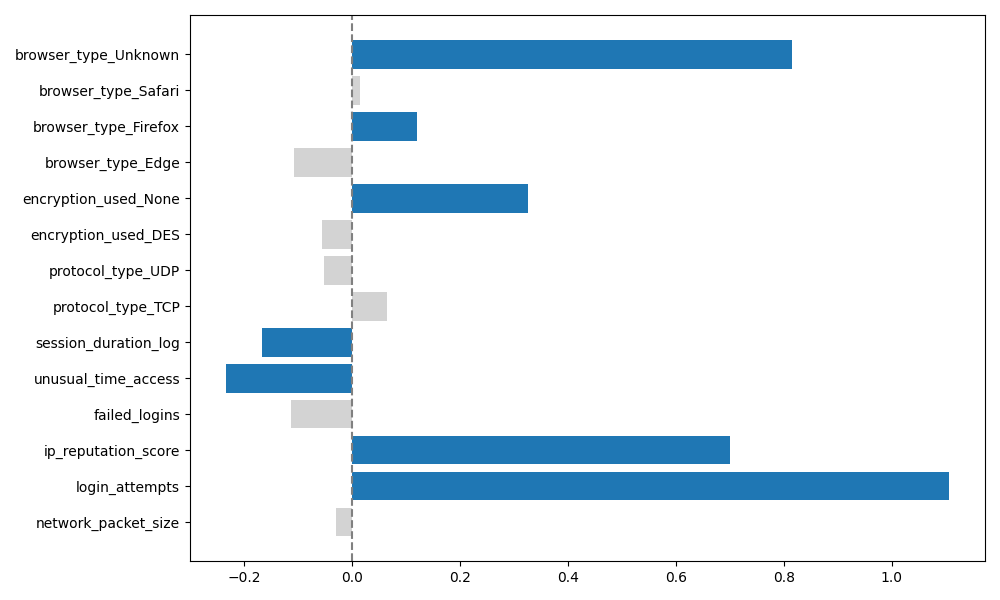 browser_type_Unknown
browser_type_Safari
browser_type_Firefox
browser_type_Edge
encryption_used_None
encryption_used_DES
protocol_type_UDP
protocol_type_TCP
session_duration_log
unusual_time_access
failed_logins
ip_reputation_score
login_attempts
network_packet_size
−0.2 0.0 0.2 0.4 0.6 0.8 1.0